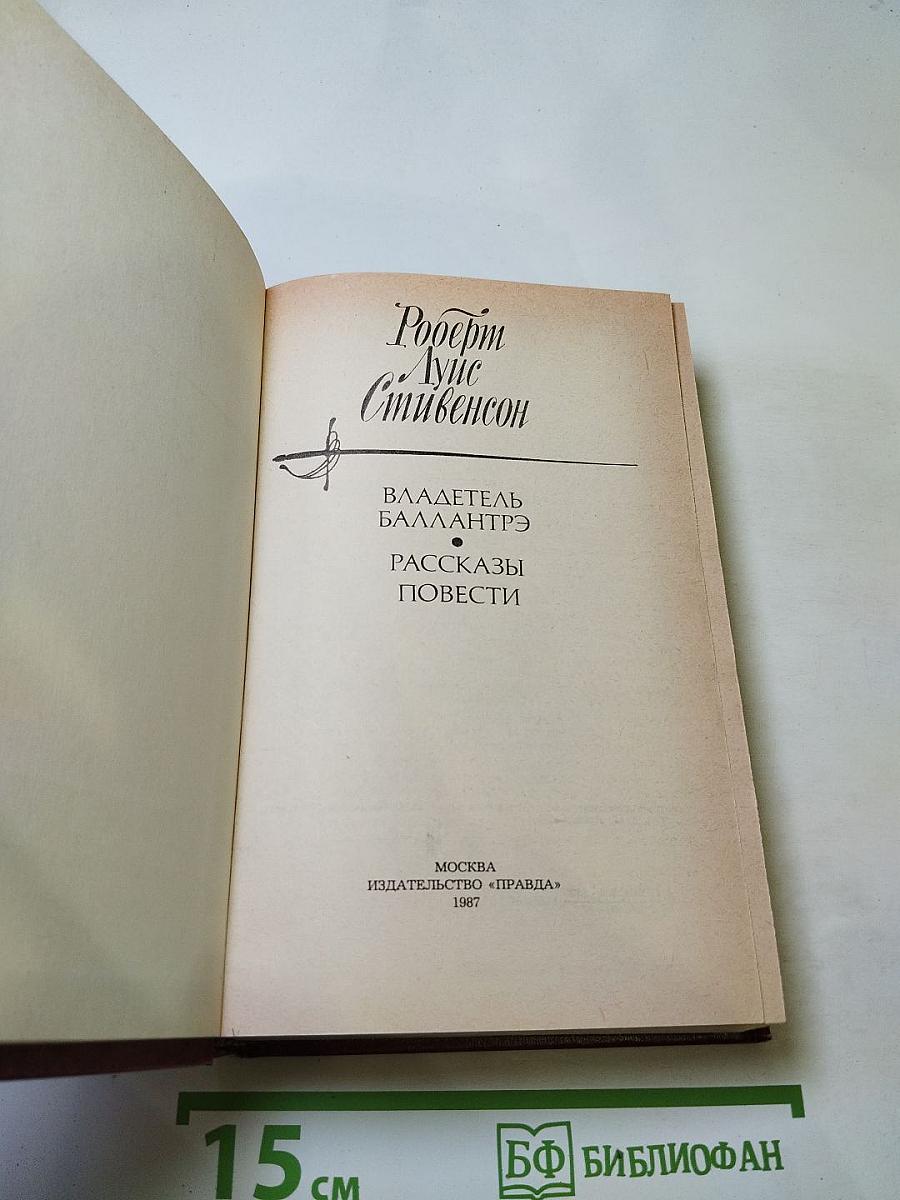 Роберт
Луис
Стивенсон
ВЛАДЕТЕЛЬ
БАЛЛАНТРЭ
•
РАССКАЗЫ
ПОВЕСТИ
МОСКВА
ИЗДАТЕЛЬСТВО «ПРАВДА»
1987
15 см
БФ БИБЛИОФАН